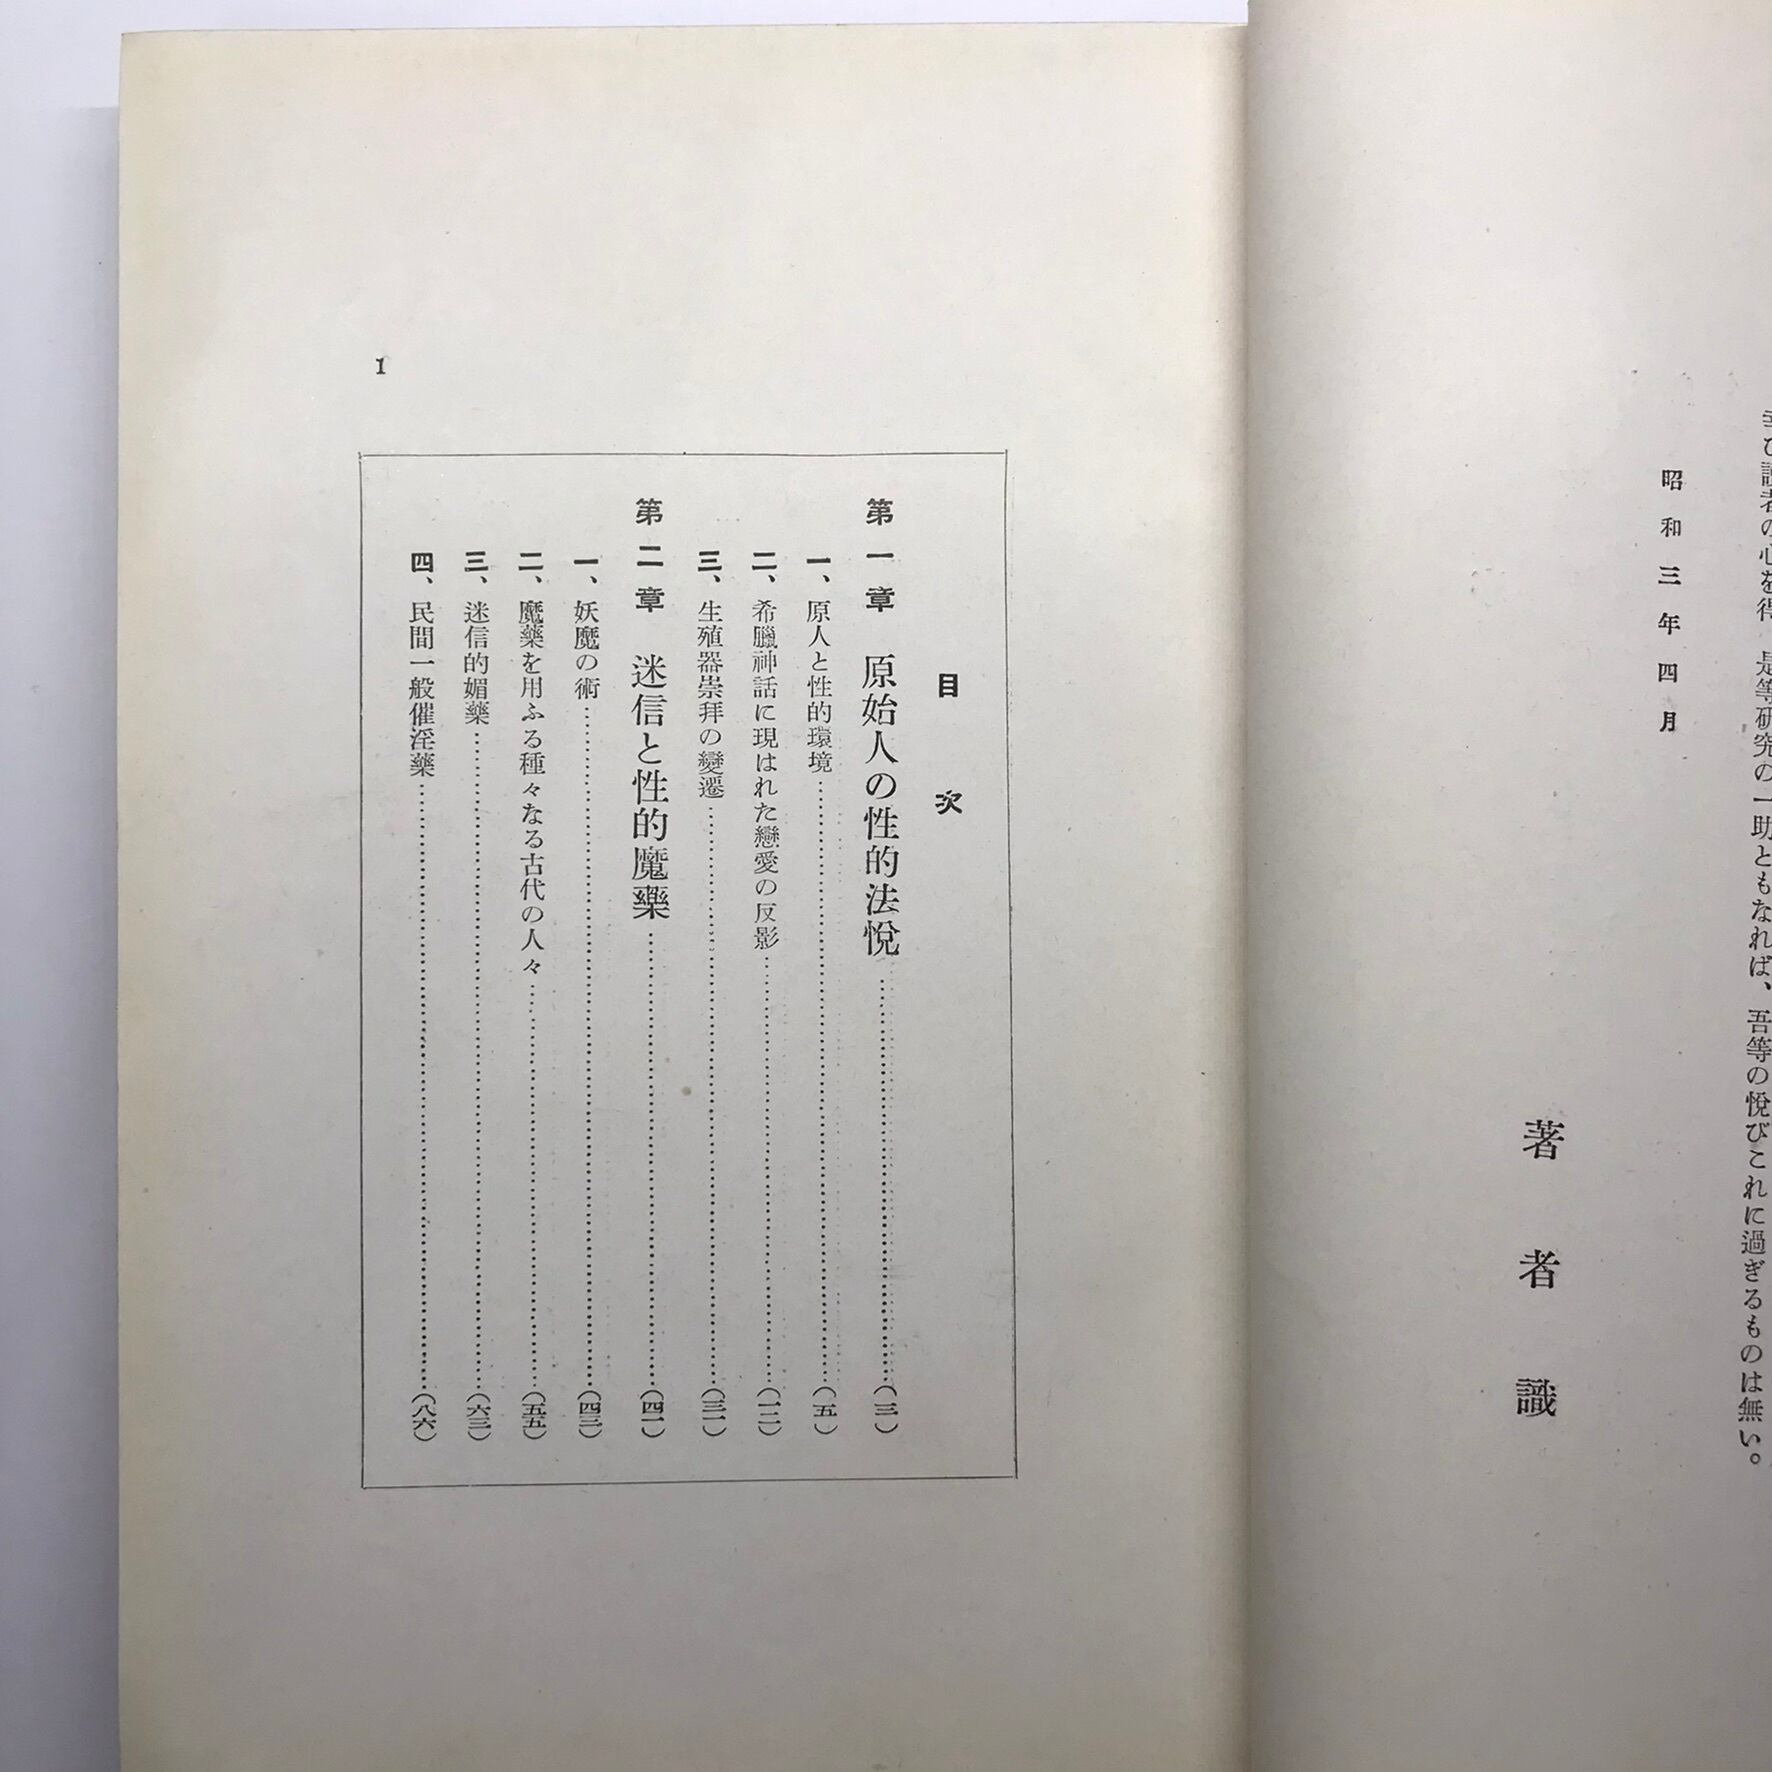 幸ひ讀者の心を得、是等研究の一助ともなれば、吾等の悅びこれに過ぎるものは無い。
昭和三年四月
著者識
目次
第一章 原始人の性的法悅…(三)
一、原人と性的環境…(五)
二、希臘神話に現はれた戀愛の反影…(一二)
三、生殖器崇拜の變遷…(三一)
第二章 迷信と性的魔藥…(四一)
一、妖魔の術…(四三)
二、魔藥を用ふる種々なる古代の人々…(五五)
三、迷信的媚藥…(六三)
四、民間一般催淫藥…(八六)
1